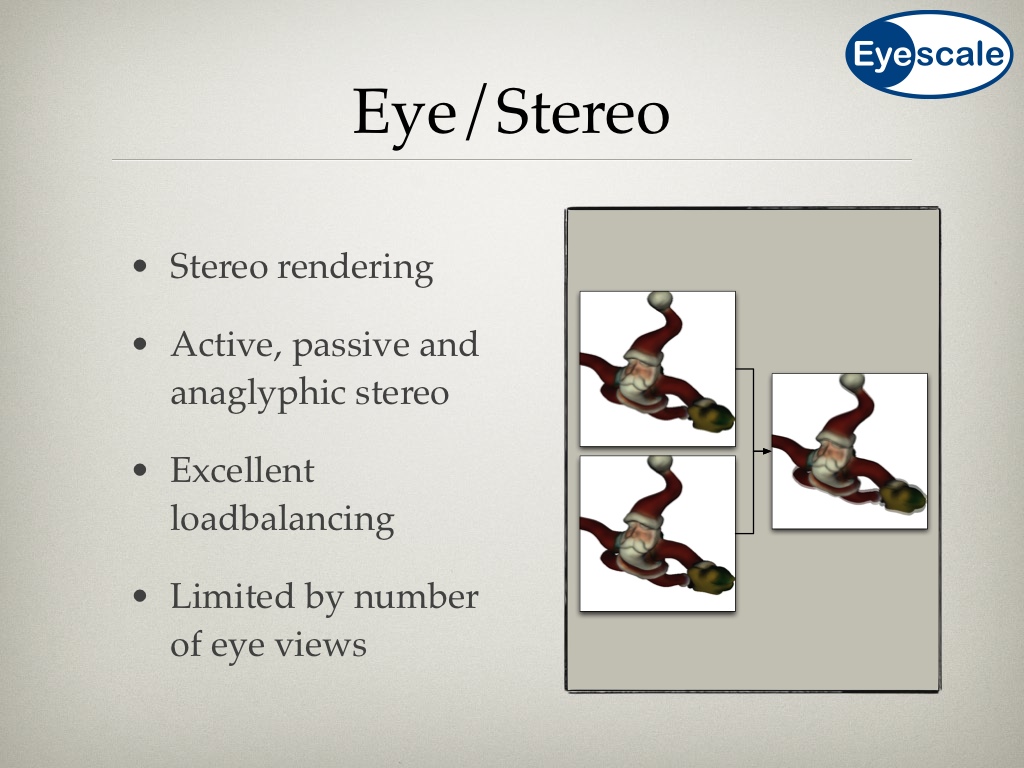 Eyescale
Eye/Stereo
• Stereo rendering
• Active, passive and
anaglyphic stereo
• Excellent
loadbalancing
• Limited by number
of eye views